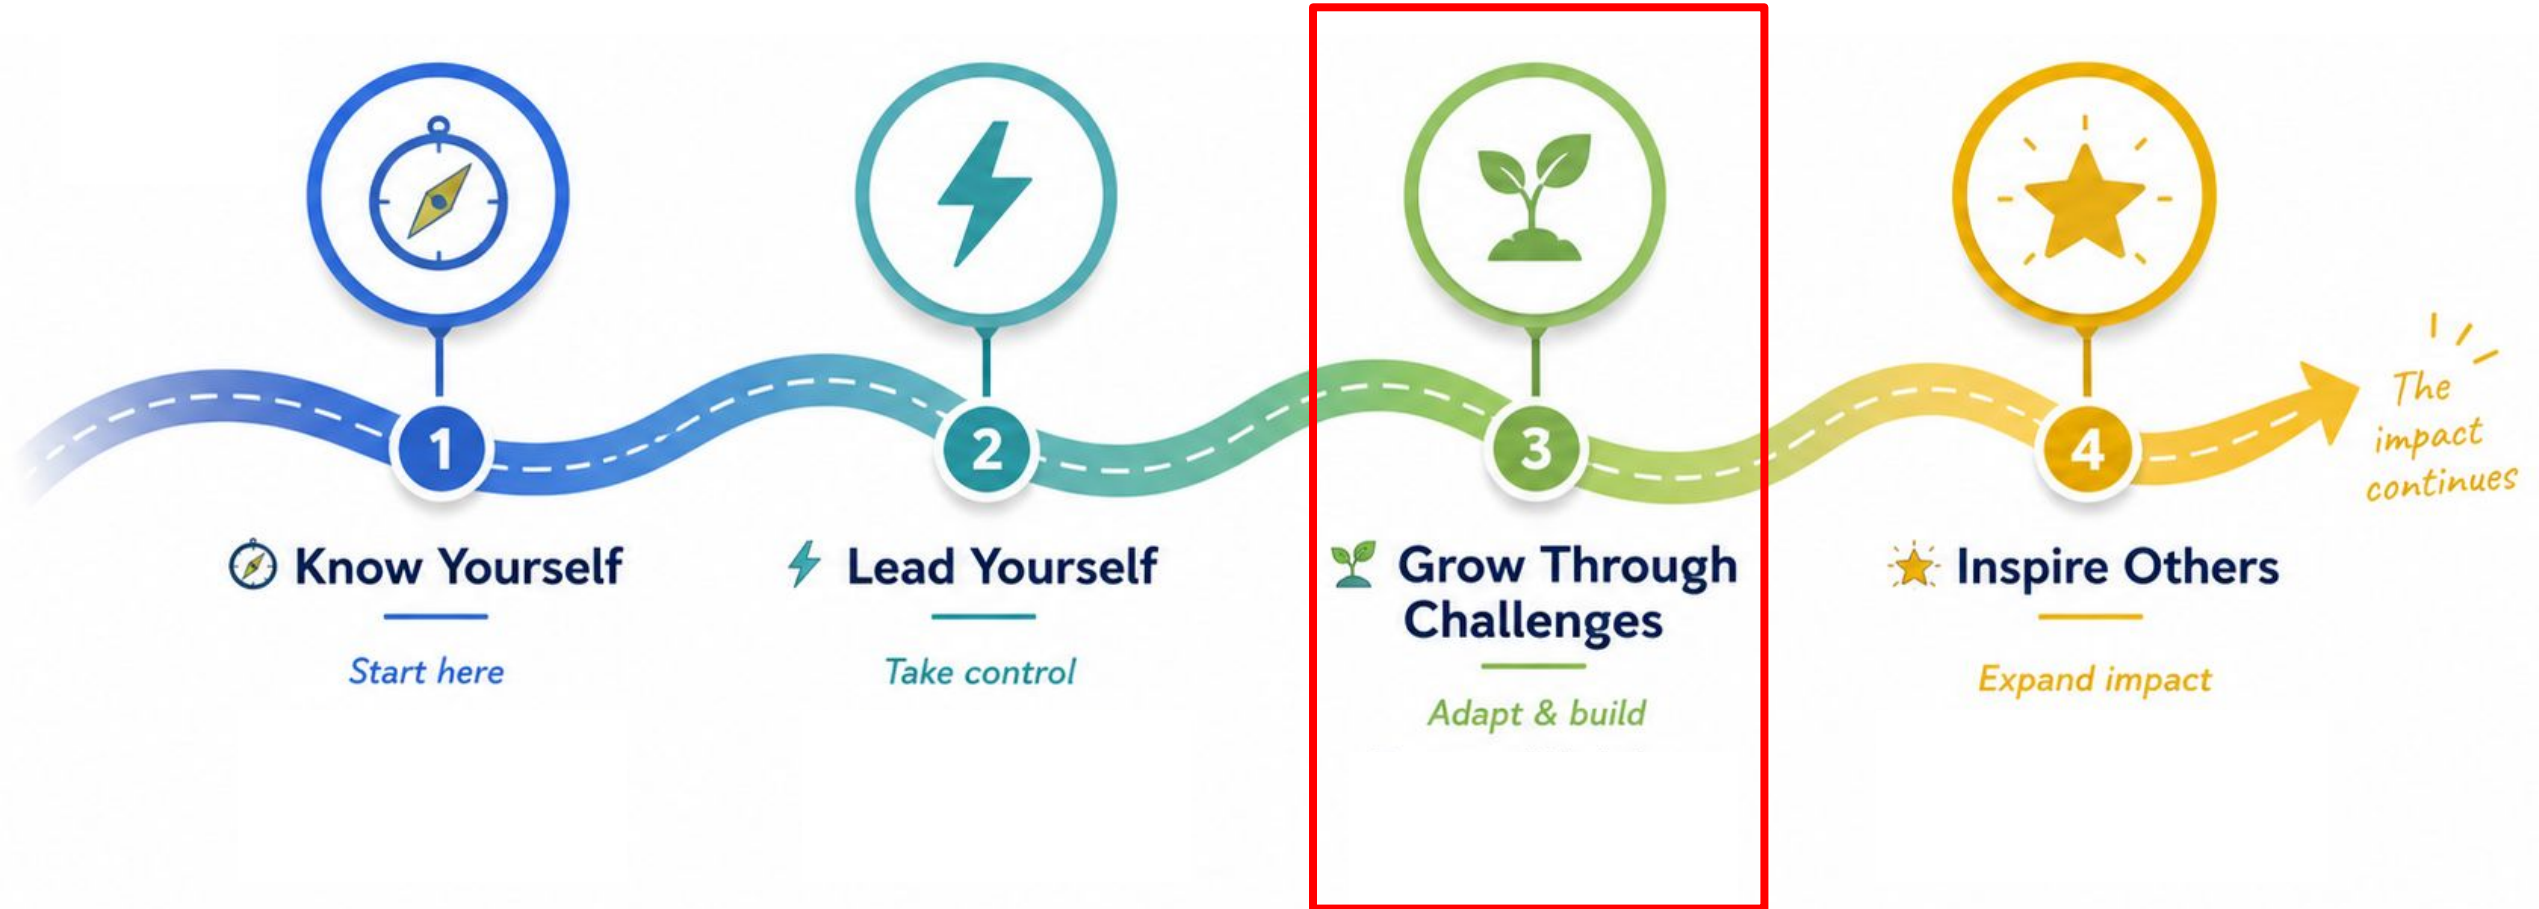 1
Know Yourself
Start here
2
Lead Yourself
Take control
3
Grow Through
Challenges
Adapt & build
4
Inspire Others
Expand impact
The
impact
continues